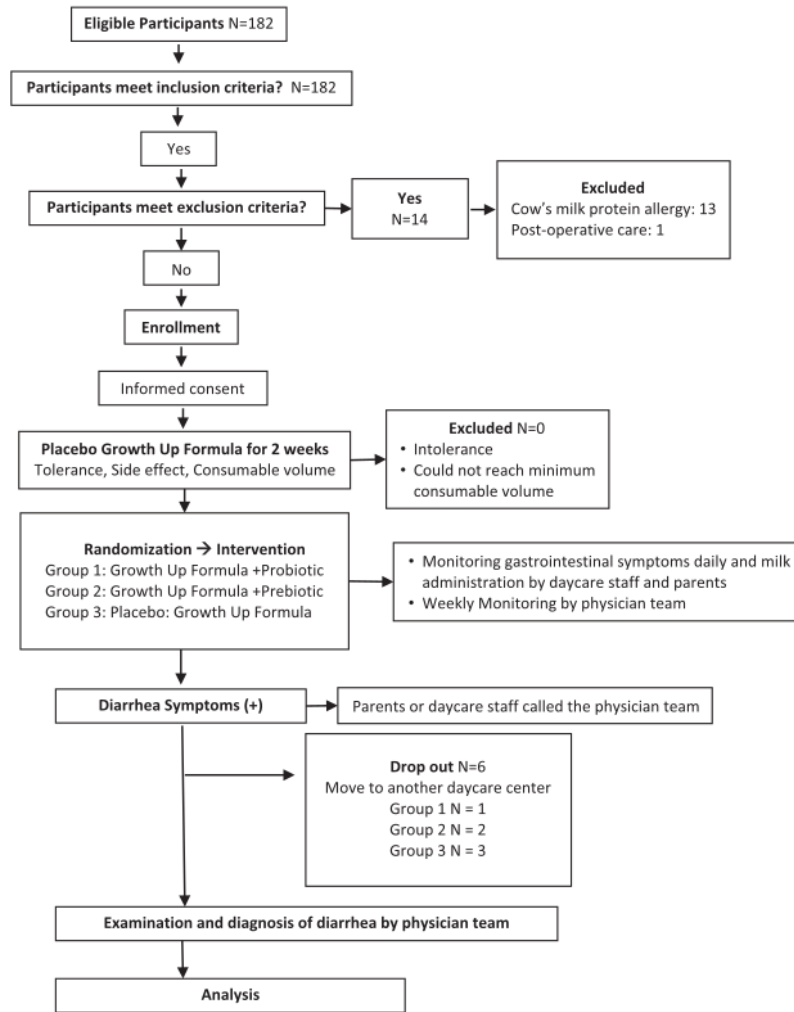 Eligible Participants N=182
Participants meet inclusion criteria? N=182
Yes
Participants meet exclusion criteria?
Yes
N=14
Excluded
Cow's milk protein allergy: 13
Post-operative care: 1
No
Enrollment
Informed consent
Placebo Growth Up Formula for 2 weeks
Tolerance, Side effect, Consumable volume
Excluded N=0
• Intolerance
• Could not reach minimum
consumable volume
Randomization → Intervention
Group 1: Growth Up Formula +Probiotic
Group 2: Growth Up Formula +Prebiotic
Group 3: Placebo: Growth Up Formula
• Monitoring gastrointestinal symptoms daily and milk
administration by daycare staff and parents
• Weekly Monitoring by physician team
Diarrhea Symptoms (+)
Parents or daycare staff called the physician team
Drop out N=6
Move to another daycare center
Group 1 N = 1
Group 2 N = 2
Group 3 N = 3
Examination and diagnosis of diarrhea by physician team
Analysis